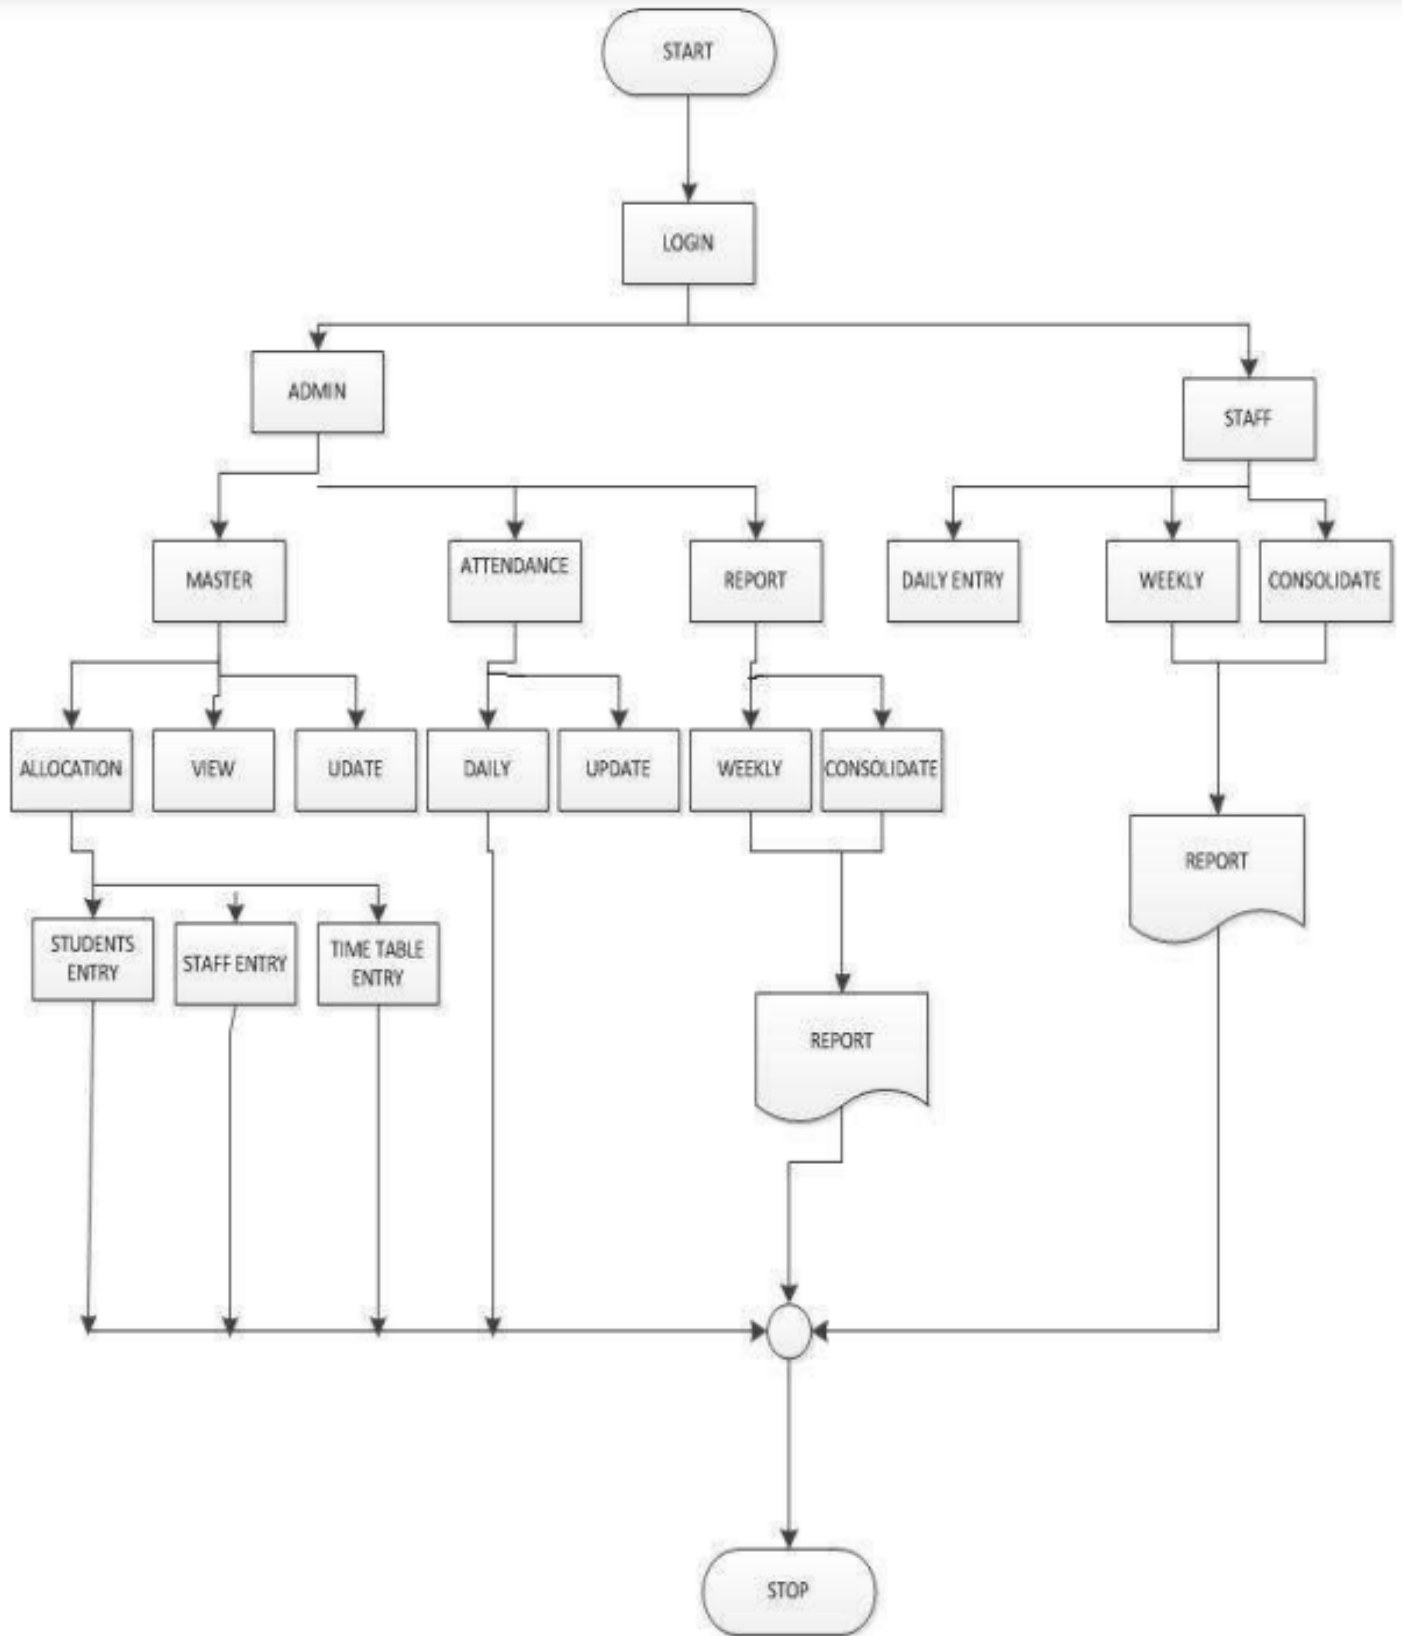 START
LOGIN
ADMIN
STAFF
MASTER
ATTENDANCE
REPORT
DAILY ENTRY
WEEKLY
CONSOLIDATE
ALLOCATION
VIEW
UDATE
DAILY
UPDATE
WEEKLY
CONSOLIDATE
REPORT
STUDENTS
ENTRY
STAFF ENTRY
TIME TABLE
ENTRY
REPORT
STOP